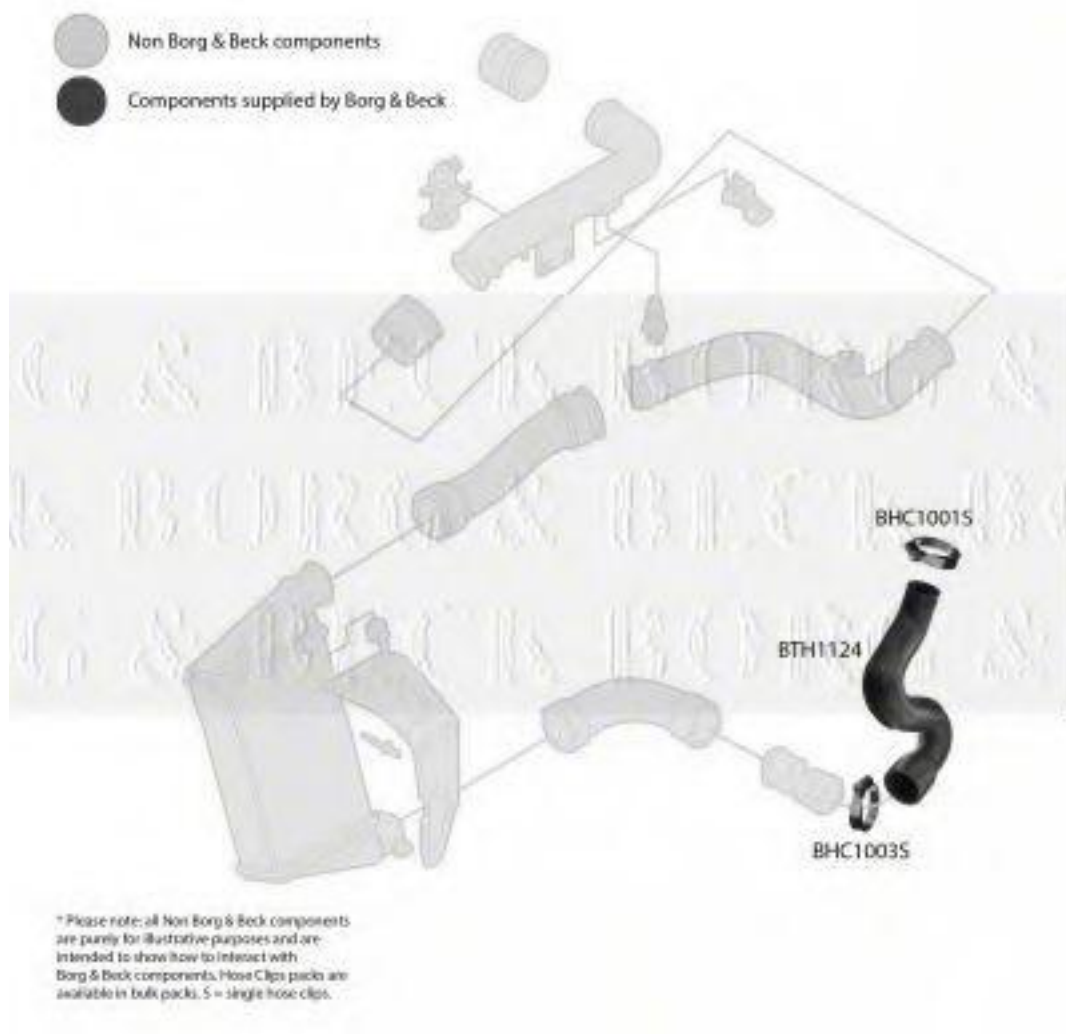 Non Borg & Beck components
Components supplied by Borg & Beck
BHC1001S
BTH1124
BHC1003S
* Please note: all Non Borg & Beck components
are purely for illustrative purposes and are
intended to show how to interact with
Borg & Beck components. Hose Clips packs are
available in bulk packs. S = single hose clips.